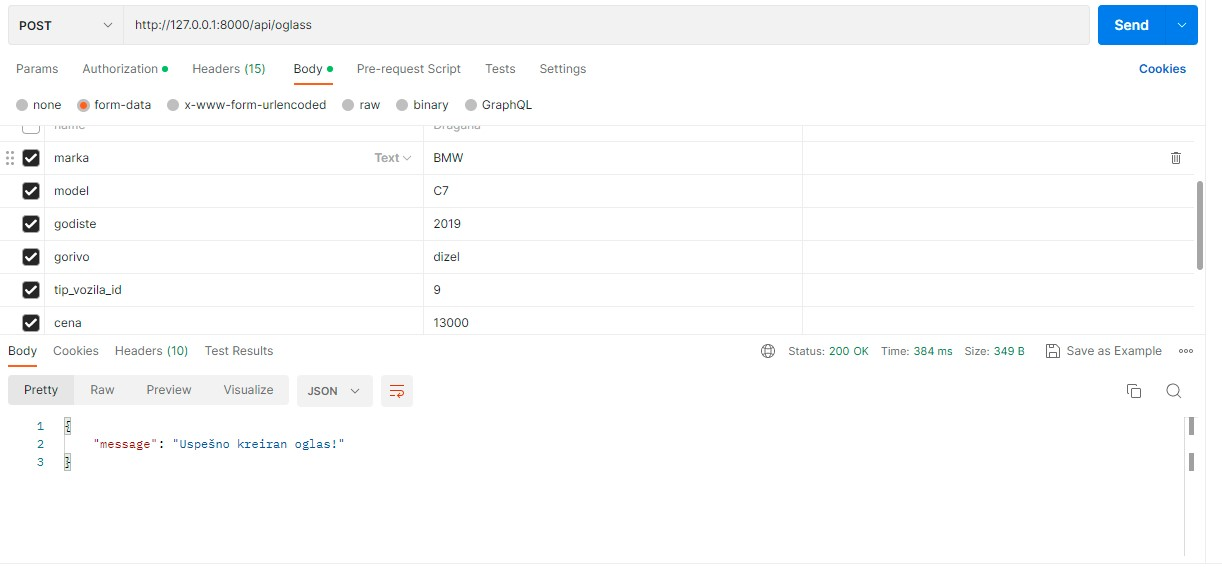 POST http://127.0.0.1:8000/api/oglass Send
Params Authorization Headers (15) Body Pre-request Script Tests Settings Cookies
none form-data x-www-form-urlencoded raw binary GraphQL
name Dragana
marka Text BMW
model C7
godiste 2019
gorivo dizel
tip_vozila_id 9
cena 13000
Body Cookies Headers (10) Test Results Status: 200 OK Time: 384 ms Size: 349 B Save as Example
Pretty Raw Preview Visualize JSON
1 {
2 "message": "Uspešno kreiran oglas!"
3 }